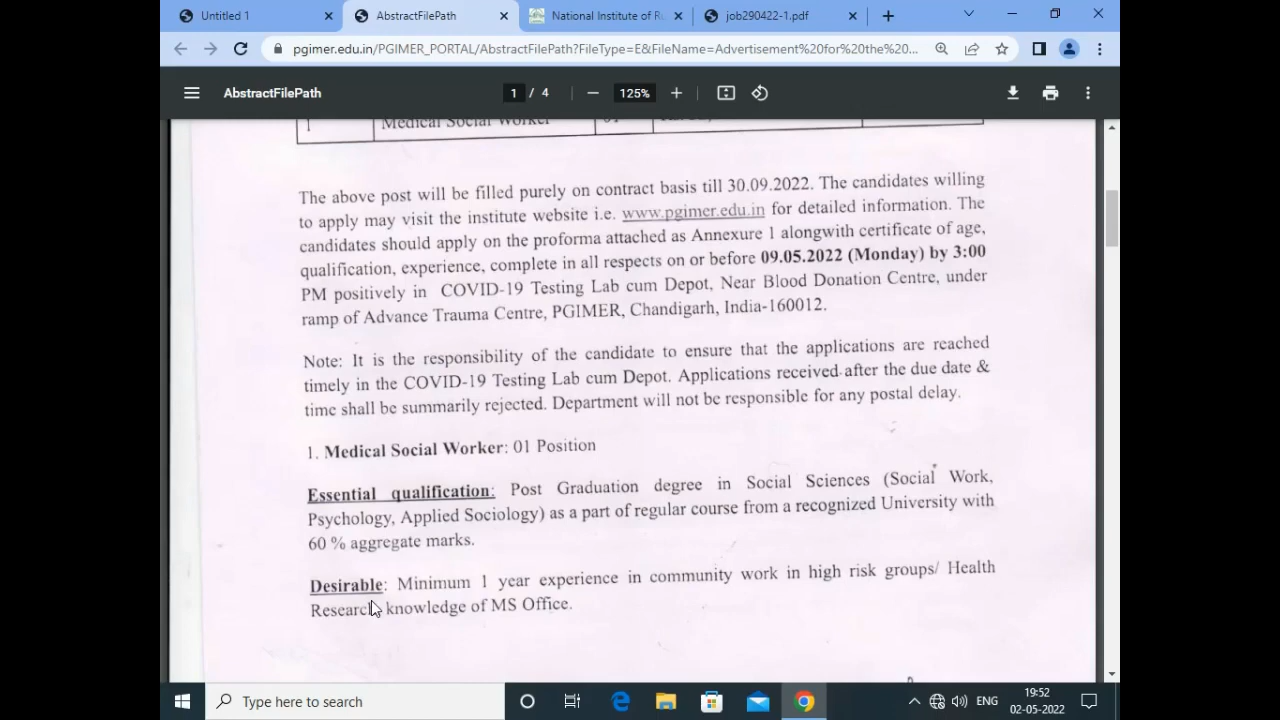 Untitled 1
AbstractFilePath
National Institute of Ru
job290422-1.pdf
pgimer.edu.in/PGIMER_PORTAL/AbstractFilePath?FileType=E&FileName=Advertisement%20for%20the%20...
AbstractFilePath
1 / 4
125%
1 Medical Social Worker 01
The above post will be filled purely on contract basis till 30.09.2022. The candidates willing
to apply may visit the institute website i.e. www.pgimer.edu.in for detailed information. The
candidates should apply on the proforma attached as Annexure 1 alongwith certificate of age,
qualification, experience, complete in all respects on or before 09.05.2022 (Monday) by 3:00
PM positively in COVID-19 Testing Lab cum Depot, Near Blood Donation Centre, under
ramp of Advance Trauma Centre, PGIMER, Chandigarh, India-160012.
Note: It is the responsibility of the candidate to ensure that the applications are reached
timely in the COVID-19 Testing Lab cum Depot. Applications received after the due date &
time shall be summarily rejected. Department will not be responsible for any postal delay.
1. Medical Social Worker: 01 Position
Essential qualification: Post Graduation degree in Social Sciences (Social Work,
Psychology, Applied Sociology) as a part of regular course from a recognized University with
60 % aggregate marks.
Desirable: Minimum 1 year experience in community work in high risk groups/ Health
Research knowledge of MS Office.
Type here to search
ENG
19:52
02-05-2022